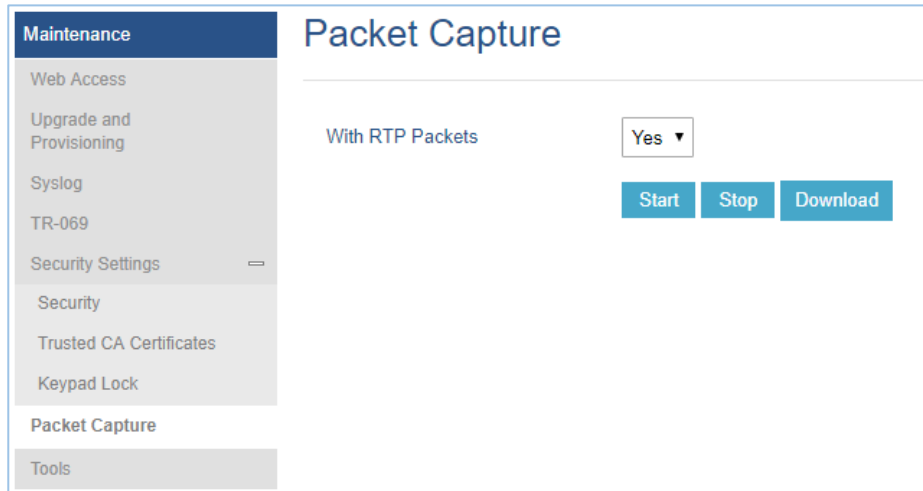 Maintenance
Web Access
Upgrade and
Provisioning
Syslog
TR-069
Security Settings
Security
Trusted CA Certificates
Keypad Lock
Packet Capture
Tools
Packet Capture
With RTP Packets
Yes
Start
Stop
Download